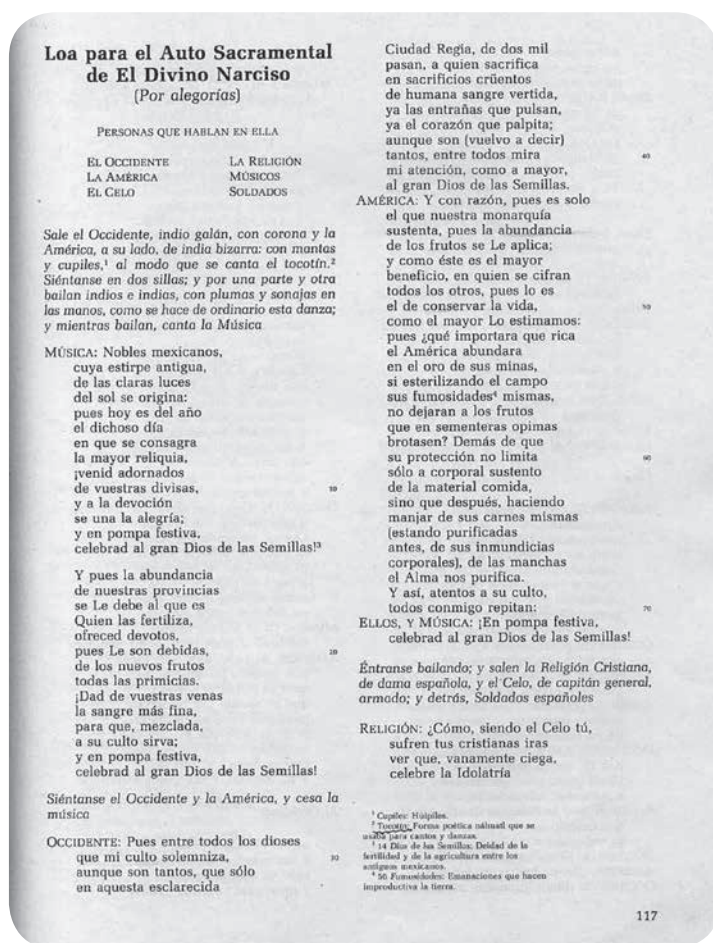 Loa para el Auto Sacramental
de El Divino Narciso
(Por alegorías)
PERSONAS QUE HABLAN EN ELLA
EL OCCIDENTE LA RELIGIÓN
LA AMÉRICA MÚSICOS
EL CELO SOLDADOS
Sale el Occidente, indio galán, con corona y la
América, a su lado, de india bizarra: con mantas
y cupiles,¹ al modo que se canta el tocotín.²
Siéntanse en dos sillas; y por una parte y otra
bailan indios e indias, con plumas y sonajas en
las manos, como se hace de ordinario esta danza;
y mientras bailan, canta la Música
MÚSICA: Nobles mexicanos,
cuya estirpe antigua,
de las claras luces
del sol se origina:
pues hoy es del año
el dichoso día
en que se consagra
la mayor reliquia,
¡venid adornados
de vuestras divisas, 10
y a la devoción
se una la alegría;
y en pompa festiva,
celebrad al gran Dios de las Semillas!³
Y pues la abundancia
de nuestras provincias
se Le debe al que es
Quien las fertiliza,
ofreced devotos,
pues Le son debidas, 20
de los nuevos frutos
todas las primicias.
¡Dad de vuestras venas
la sangre más fina,
para que, mezclada,
a su culto sirva;
y en pompa festiva,
celebrad al gran Dios de las Semillas!
Siéntanse el Occidente y la América, y cesa la
música
OCCIDENTE: Pues entre todos los dioses
que mi culto solemniza, 30
aunque son tantos, que sólo
en aquesta esclarecida
Ciudad Regia, de dos mil
pasan, a quien sacrifica
en sacrificios crüentos
de humana sangre vertida,
ya las entrañas que pulsan,
ya el corazón que palpita;
aunque son (vuelvo a decir)
tantos, entre todos mira 40
mi atención, como a mayor,
al gran Dios de las Semillas.
AMÉRICA: Y con razón, pues es solo
el que nuestra monarquía
sustenta, pues la abundancia
de los frutos se Le aplica;
y como éste es el mayor
beneficio, en quien se cifran
todos los otros, pues lo es
el de conservar la vida, 50
como el mayor Lo estimamos:
pues ¿qué importara que rica
el América abundara
en el oro de sus minas,
si esterilizando el campo
sus fumosidades⁴ mismas,
no dejaran a los frutos
que en sementeras opimas
brotasen? Demás de que
su protección no limita 60
sólo a corporal sustento
de la material comida,
sino que después, haciendo
manjar de sus carnes mismas
(estando purificadas
antes, de sus inmundicias
corporales), de las manchas
el Alma nos purifica.
Y así, atentos a su culto,
todos conmigo repitan: 70
ELLOS, Y MÚSICA: ¡En pompa festiva,
celebrad al gran Dios de las Semillas!
Éntranse bailando; y salen la Religión Cristiana,
de dama española, y el Celo, de capitán general,
armado; y detrás, Soldados españoles
RELIGIÓN: ¿Cómo, siendo el Celo tú,
sufren tus cristianas iras
ver que, vanamente ciega,
celebre la Idolatría
¹ Cupiles: Huipiles.
² Tocotín: Forma poética náhuatl que se
usaba para cantos y danzas.
³ 14 Dios de las Semillas: Deidad de la
fertilidad y de la agricultura entre los
antiguos mexicanos.
⁴ 56 Fumosidades: Emanaciones que hacen
improductiva la tierra.
117